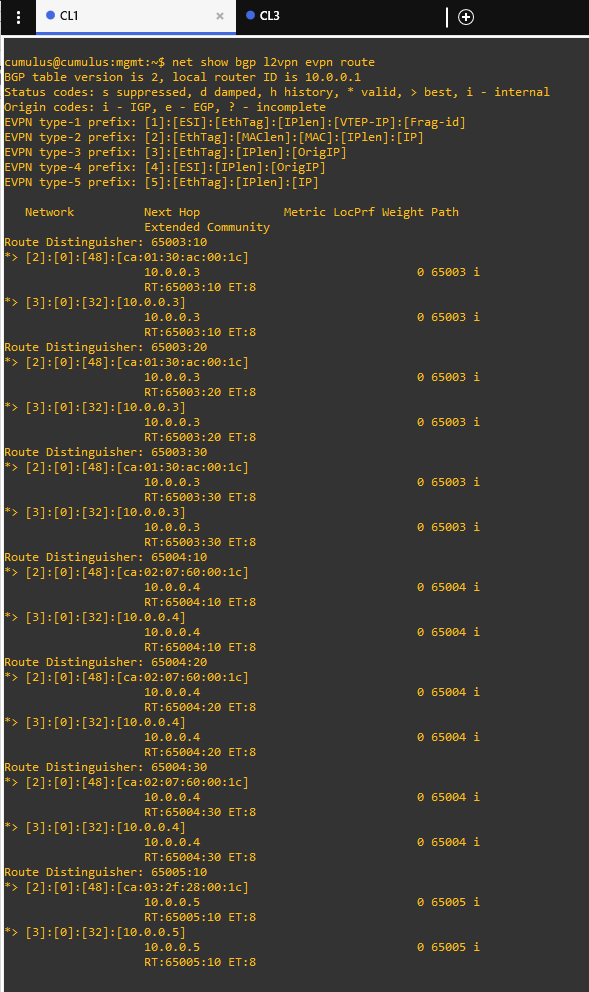 CL1
CL3
cumulus@cumulus:mgmt:~$ net show bgp l2vpn evpn route
BGP table version is 2, local router ID is 10.0.0.1
Status codes: s suppressed, d damped, h history, * valid, > best, i - internal
Origin codes: i - IGP, e - EGP, ? - incomplete
EVPN type-1 prefix: [1]:[ESI]:[EthTag]:[IPlen]:[VTEP-IP]:[Frag-id]
EVPN type-2 prefix: [2]:[EthTag]:[MAClen]:[MAC]:[IPlen]:[IP]
EVPN type-3 prefix: [3]:[EthTag]:[IPlen]:[OrigIP]
EVPN type-4 prefix: [4]:[ESI]:[IPlen]:[OrigIP]
EVPN type-5 prefix: [5]:[EthTag]:[IPlen]:[IP]
Network          Next Hop            Metric LocPrf Weight Path
Extended Community
Route Distinguisher: 65003:10
*> [2]:[0]:[48]:[ca:01:30:ac:00:1c]
10.0.0.3                               0 65003 i
RT:65003:10 ET:8
*> [3]:[0]:[32]:[10.0.0.3]
10.0.0.3                               0 65003 i
RT:65003:10 ET:8
Route Distinguisher: 65003:20
*> [2]:[0]:[48]:[ca:01:30:ac:00:1c]
10.0.0.3                               0 65003 i
RT:65003:20 ET:8
*> [3]:[0]:[32]:[10.0.0.3]
10.0.0.3                               0 65003 i
RT:65003:20 ET:8
Route Distinguisher: 65003:30
*> [2]:[0]:[48]:[ca:01:30:ac:00:1c]
10.0.0.3                               0 65003 i
RT:65003:30 ET:8
*> [3]:[0]:[32]:[10.0.0.3]
10.0.0.3                               0 65003 i
RT:65003:30 ET:8
Route Distinguisher: 65004:10
*> [2]:[0]:[48]:[ca:02:07:60:00:1c]
10.0.0.4                               0 65004 i
RT:65004:10 ET:8
*> [3]:[0]:[32]:[10.0.0.4]
10.0.0.4                               0 65004 i
RT:65004:10 ET:8
Route Distinguisher: 65004:20
*> [2]:[0]:[48]:[ca:02:07:60:00:1c]
10.0.0.4                               0 65004 i
RT:65004:20 ET:8
*> [3]:[0]:[32]:[10.0.0.4]
10.0.0.4                               0 65004 i
RT:65004:20 ET:8
Route Distinguisher: 65004:30
*> [2]:[0]:[48]:[ca:02:07:60:00:1c]
10.0.0.4                               0 65004 i
RT:65004:30 ET:8
*> [3]:[0]:[32]:[10.0.0.4]
10.0.0.4                               0 65004 i
RT:65004:30 ET:8
Route Distinguisher: 65005:10
*> [2]:[0]:[48]:[ca:03:2f:28:00:1c]
10.0.0.5                               0 65005 i
RT:65005:10 ET:8
*> [3]:[0]:[32]:[10.0.0.5]
10.0.0.5                               0 65005 i
RT:65005:10 ET:8